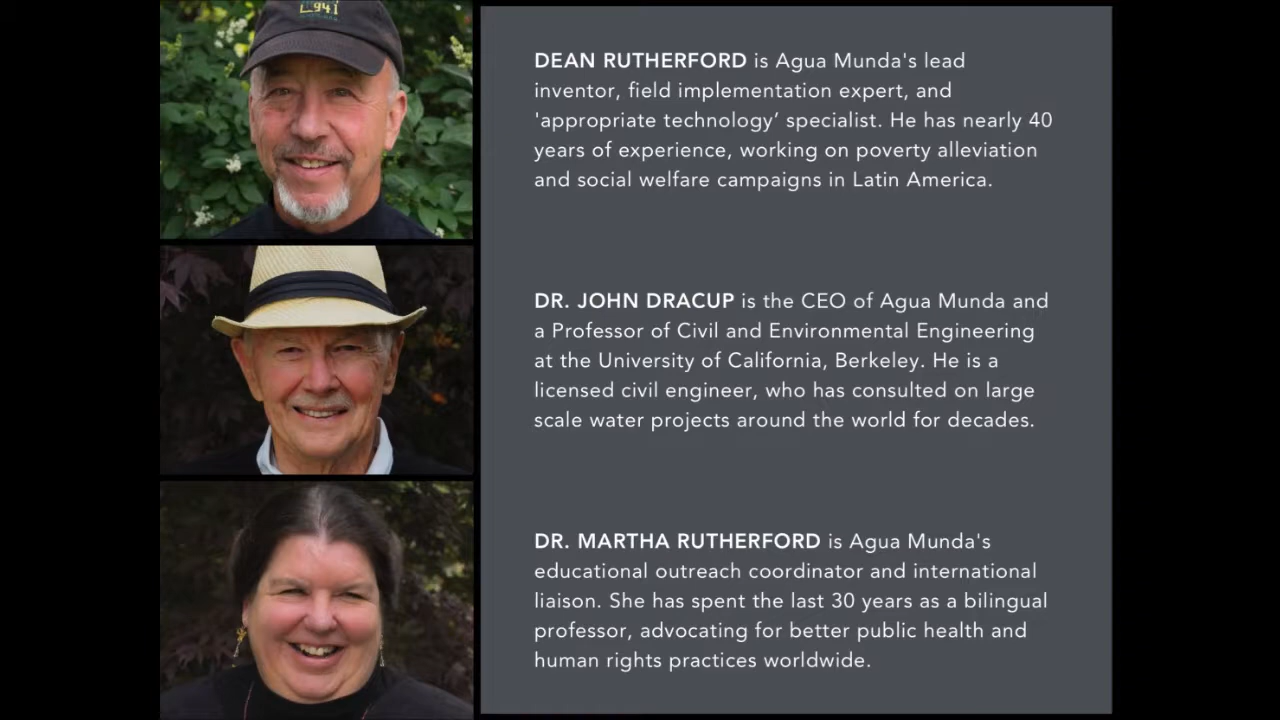 941
DEAN RUTHERFORD is Agua Munda's lead
inventor, field implementation expert, and
'appropriate technology’ specialist. He has nearly 40
years of experience, working on poverty alleviation
and social welfare campaigns in Latin America.
DR. JOHN DRACUP is the CEO of Agua Munda and
a Professor of Civil and Environmental Engineering
at the University of California, Berkeley. He is a
licensed civil engineer, who has consulted on large
scale water projects around the world for decades.
DR. MARTHA RUTHERFORD is Agua Munda's
educational outreach coordinator and international
liaison. She has spent the last 30 years as a bilingual
professor, advocating for better public health and
human rights practices worldwide.